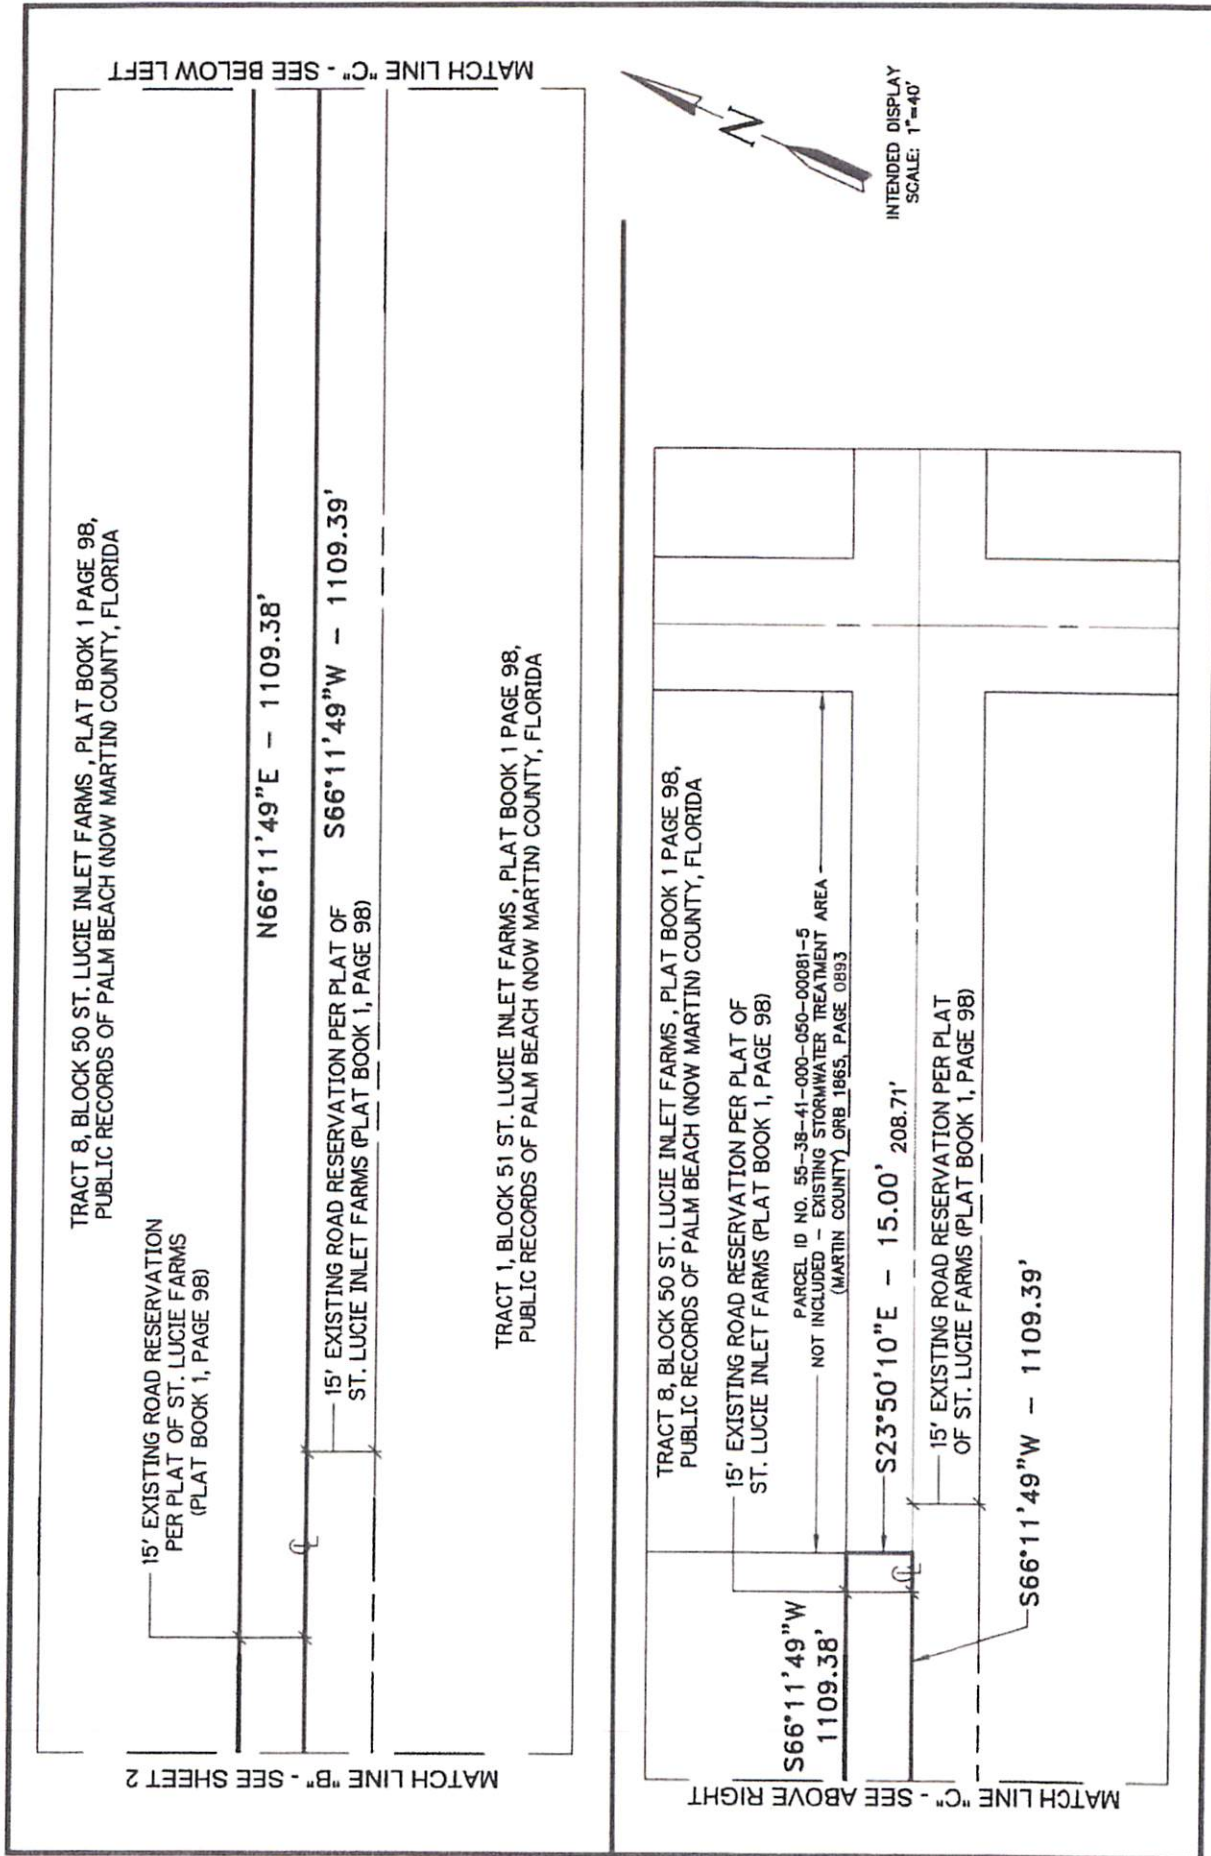 MATCH LINE "B" - SEE SHEET 2
TRACT 8, BLOCK 50 ST. LUCIE INLET FARMS , PLAT BOOK 1 PAGE 98,
PUBLIC RECORDS OF PALM BEACH (NOW MARTIN) COUNTY, FLORIDA
15' EXISTING ROAD RESERVATION
PER PLAT OF ST. LUCIE FARMS
(PLAT BOOK 1, PAGE 98)
N66°11'49"E - 1109.38'
S66°11'49"W - 1109.39'
15' EXISTING ROAD RESERVATION PER PLAT OF
ST. LUCIE INLET FARMS (PLAT BOOK 1, PAGE 98)
TRACT 1, BLOCK 51 ST. LUCIE INLET FARMS , PLAT BOOK 1 PAGE 98,
PUBLIC RECORDS OF PALM BEACH (NOW MARTIN) COUNTY, FLORIDA
MATCH LINE "C" - SEE BELOW LEFT
MATCH LINE "C" - SEE ABOVE RIGHT
TRACT 8, BLOCK 50 ST. LUCIE INLET FARMS , PLAT BOOK 1 PAGE 98,
PUBLIC RECORDS OF PALM BEACH (NOW MARTIN) COUNTY, FLORIDA
15' EXISTING ROAD RESERVATION PER PLAT OF
ST. LUCIE INLET FARMS (PLAT BOOK 1, PAGE 98)
PARCEL ID NO. 55-38-41-000-050-00081-5
NOT INCLUDED - EXISTING STORMWATER TREATMENT AREA
(MARTIN COUNTY) ORB 1865, PAGE 0893
S66°11'49"W
1109.38'
S23°50'10"E - 15.00'
208.71'
15' EXISTING ROAD RESERVATION PER PLAT
OF ST. LUCIE FARMS (PLAT BOOK 1, PAGE 98)
S66°11'49"W - 1109.39'
N
INTENDED DISPLAY
SCALE: 1"=40'